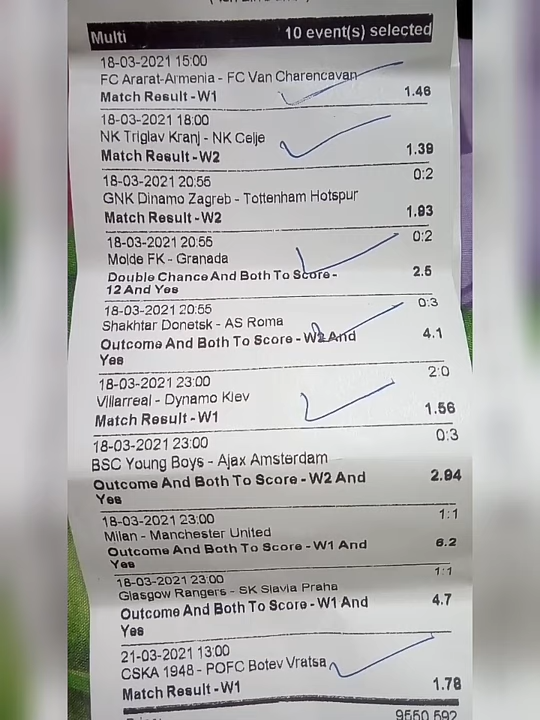 Multi 10 event(s) selected
18-03-2021 15:00
FC Ararat-Armenia - FC Van Charencavan
Match Result - W1 1.46
18-03-2021 18:00
NK Triglav Kranj - NK Celje
Match Result - W2 1.39
18-03-2021 20:55 0:2
GNK Dinamo Zagreb - Tottenham Hotspur
Match Result - W2 1.93
18-03-2021 20:55 0:2
Molde FK - Granada
Double Chance And Both To Score - 2.5
12 And Yes
18-03-2021 20:55 0:3
Shakhtar Donetsk - AS Roma
Outcome And Both To Score - W2 And 4.1
Yes
18-03-2021 23:00 2:0
Villarreal - Dynamo Kiev
Match Result - W1 1.56
18-03-2021 23:00 0:3
BSC Young Boys - Ajax Amsterdam
Outcome And Both To Score - W2 And 2.94
Yes
18-03-2021 23:00 1:1
Milan - Manchester United
Outcome And Both To Score - W1 And 6.2
Yes
18-03-2021 23:00 1:1
Glasgow Rangers - SK Slavia Praha
Outcome And Both To Score - W1 And 4.7
Yes
21-03-2021 13:00
CSKA 1948 - POFC Botev Vratsa
Match Result - W1 1.78
9550.592